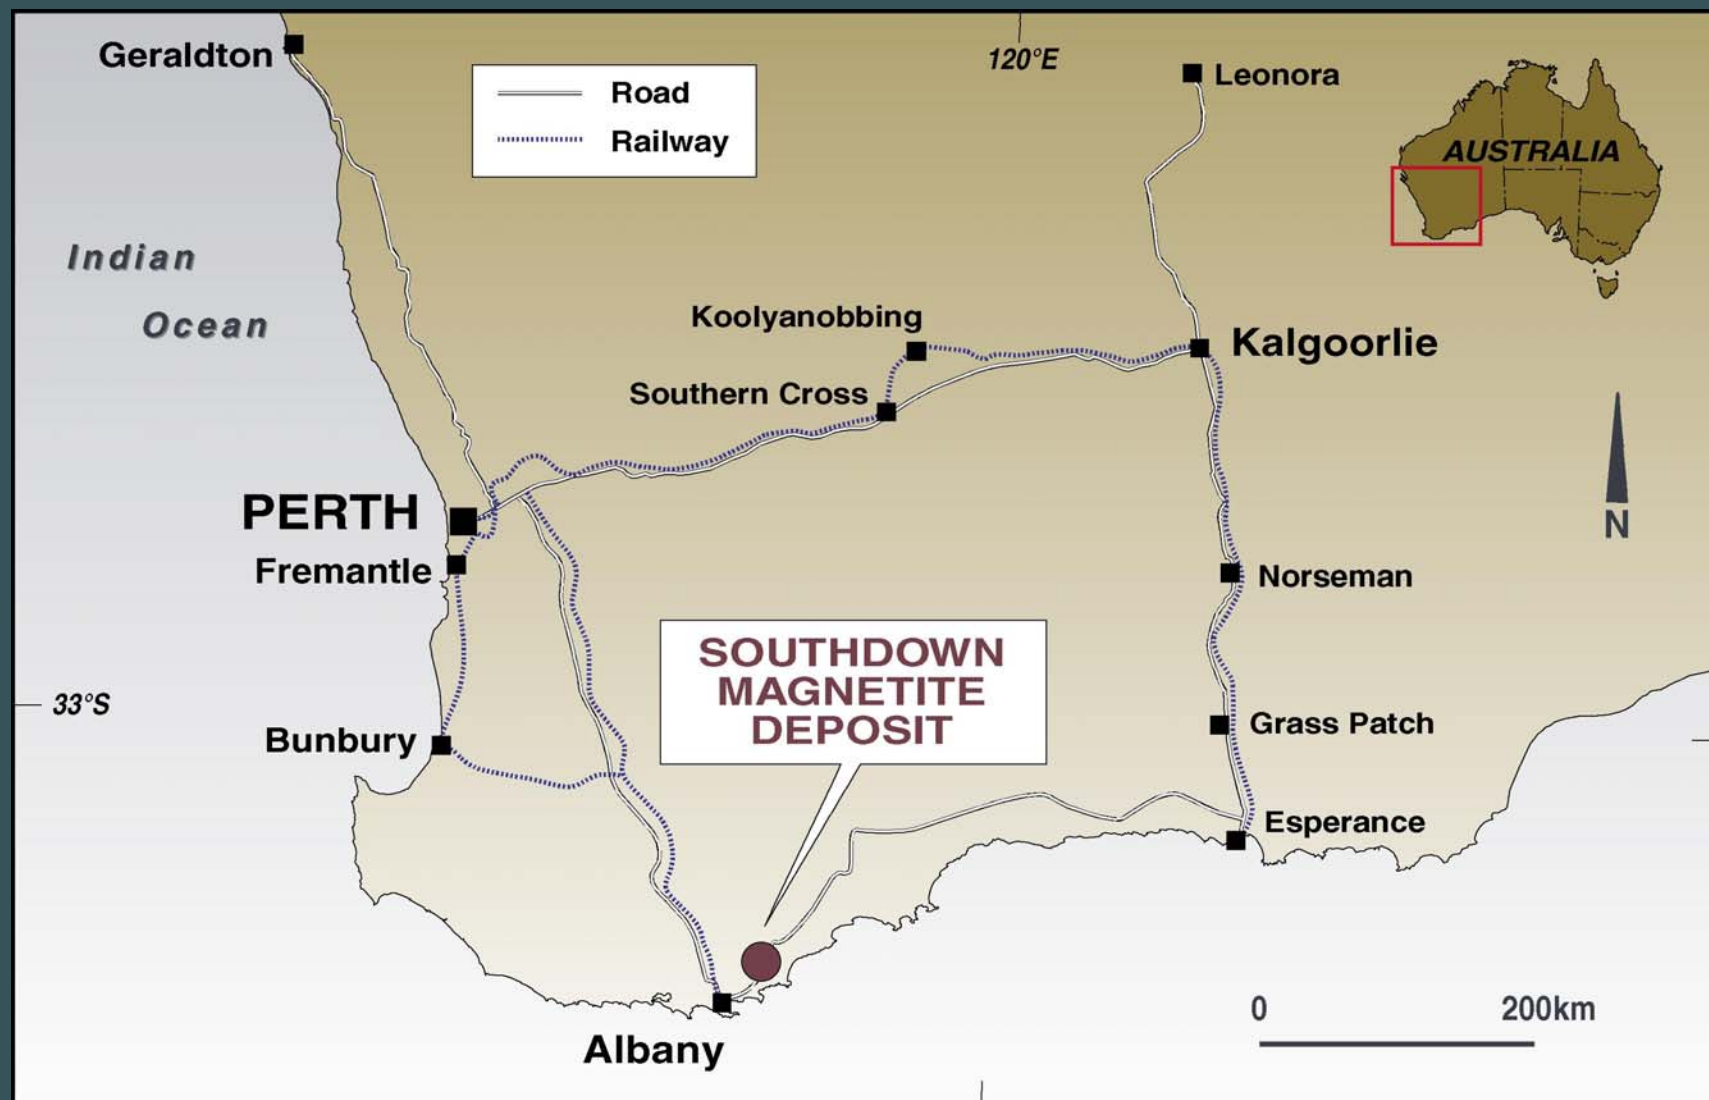 Geraldton
120°E
Leonora
Road
Railway
AUSTRALIA
Indian
Ocean
Koolyanobbing
Kalgoorlie
Southern Cross
PERTH
N
Fremantle
Norseman
SOUTHDOWN
MAGNETITE
DEPOSIT
33°S
Grass Patch
Bunbury
Esperance
0
200km
Albany